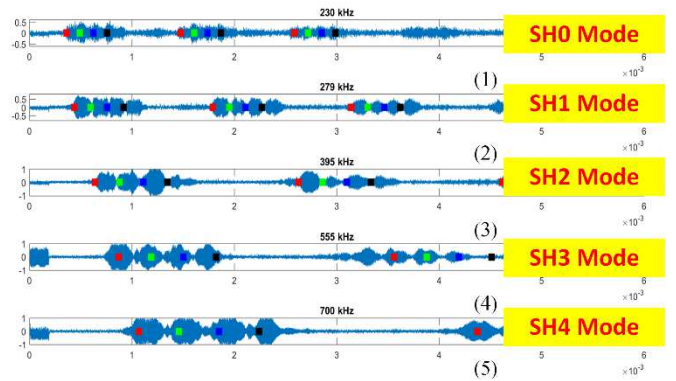 230 kHz
0.5
0
-0.5
SH0 Mode
0 1 2 3 4 5 6
×10⁻³
(1)
279 kHz
0.5
0
-0.5
SH1 Mode
0 1 2 3 4 5 6
×10⁻³
(2)
395 kHz
1
0
-1
SH2 Mode
0 1 2 3 4 5 6
×10⁻³
(3)
555 kHz
1
0
-1
SH3 Mode
0 1 2 3 4 5 6
×10⁻³
(4)
700 kHz
1
0
-1
SH4 Mode
0 1 2 3 4 5 6
(5)